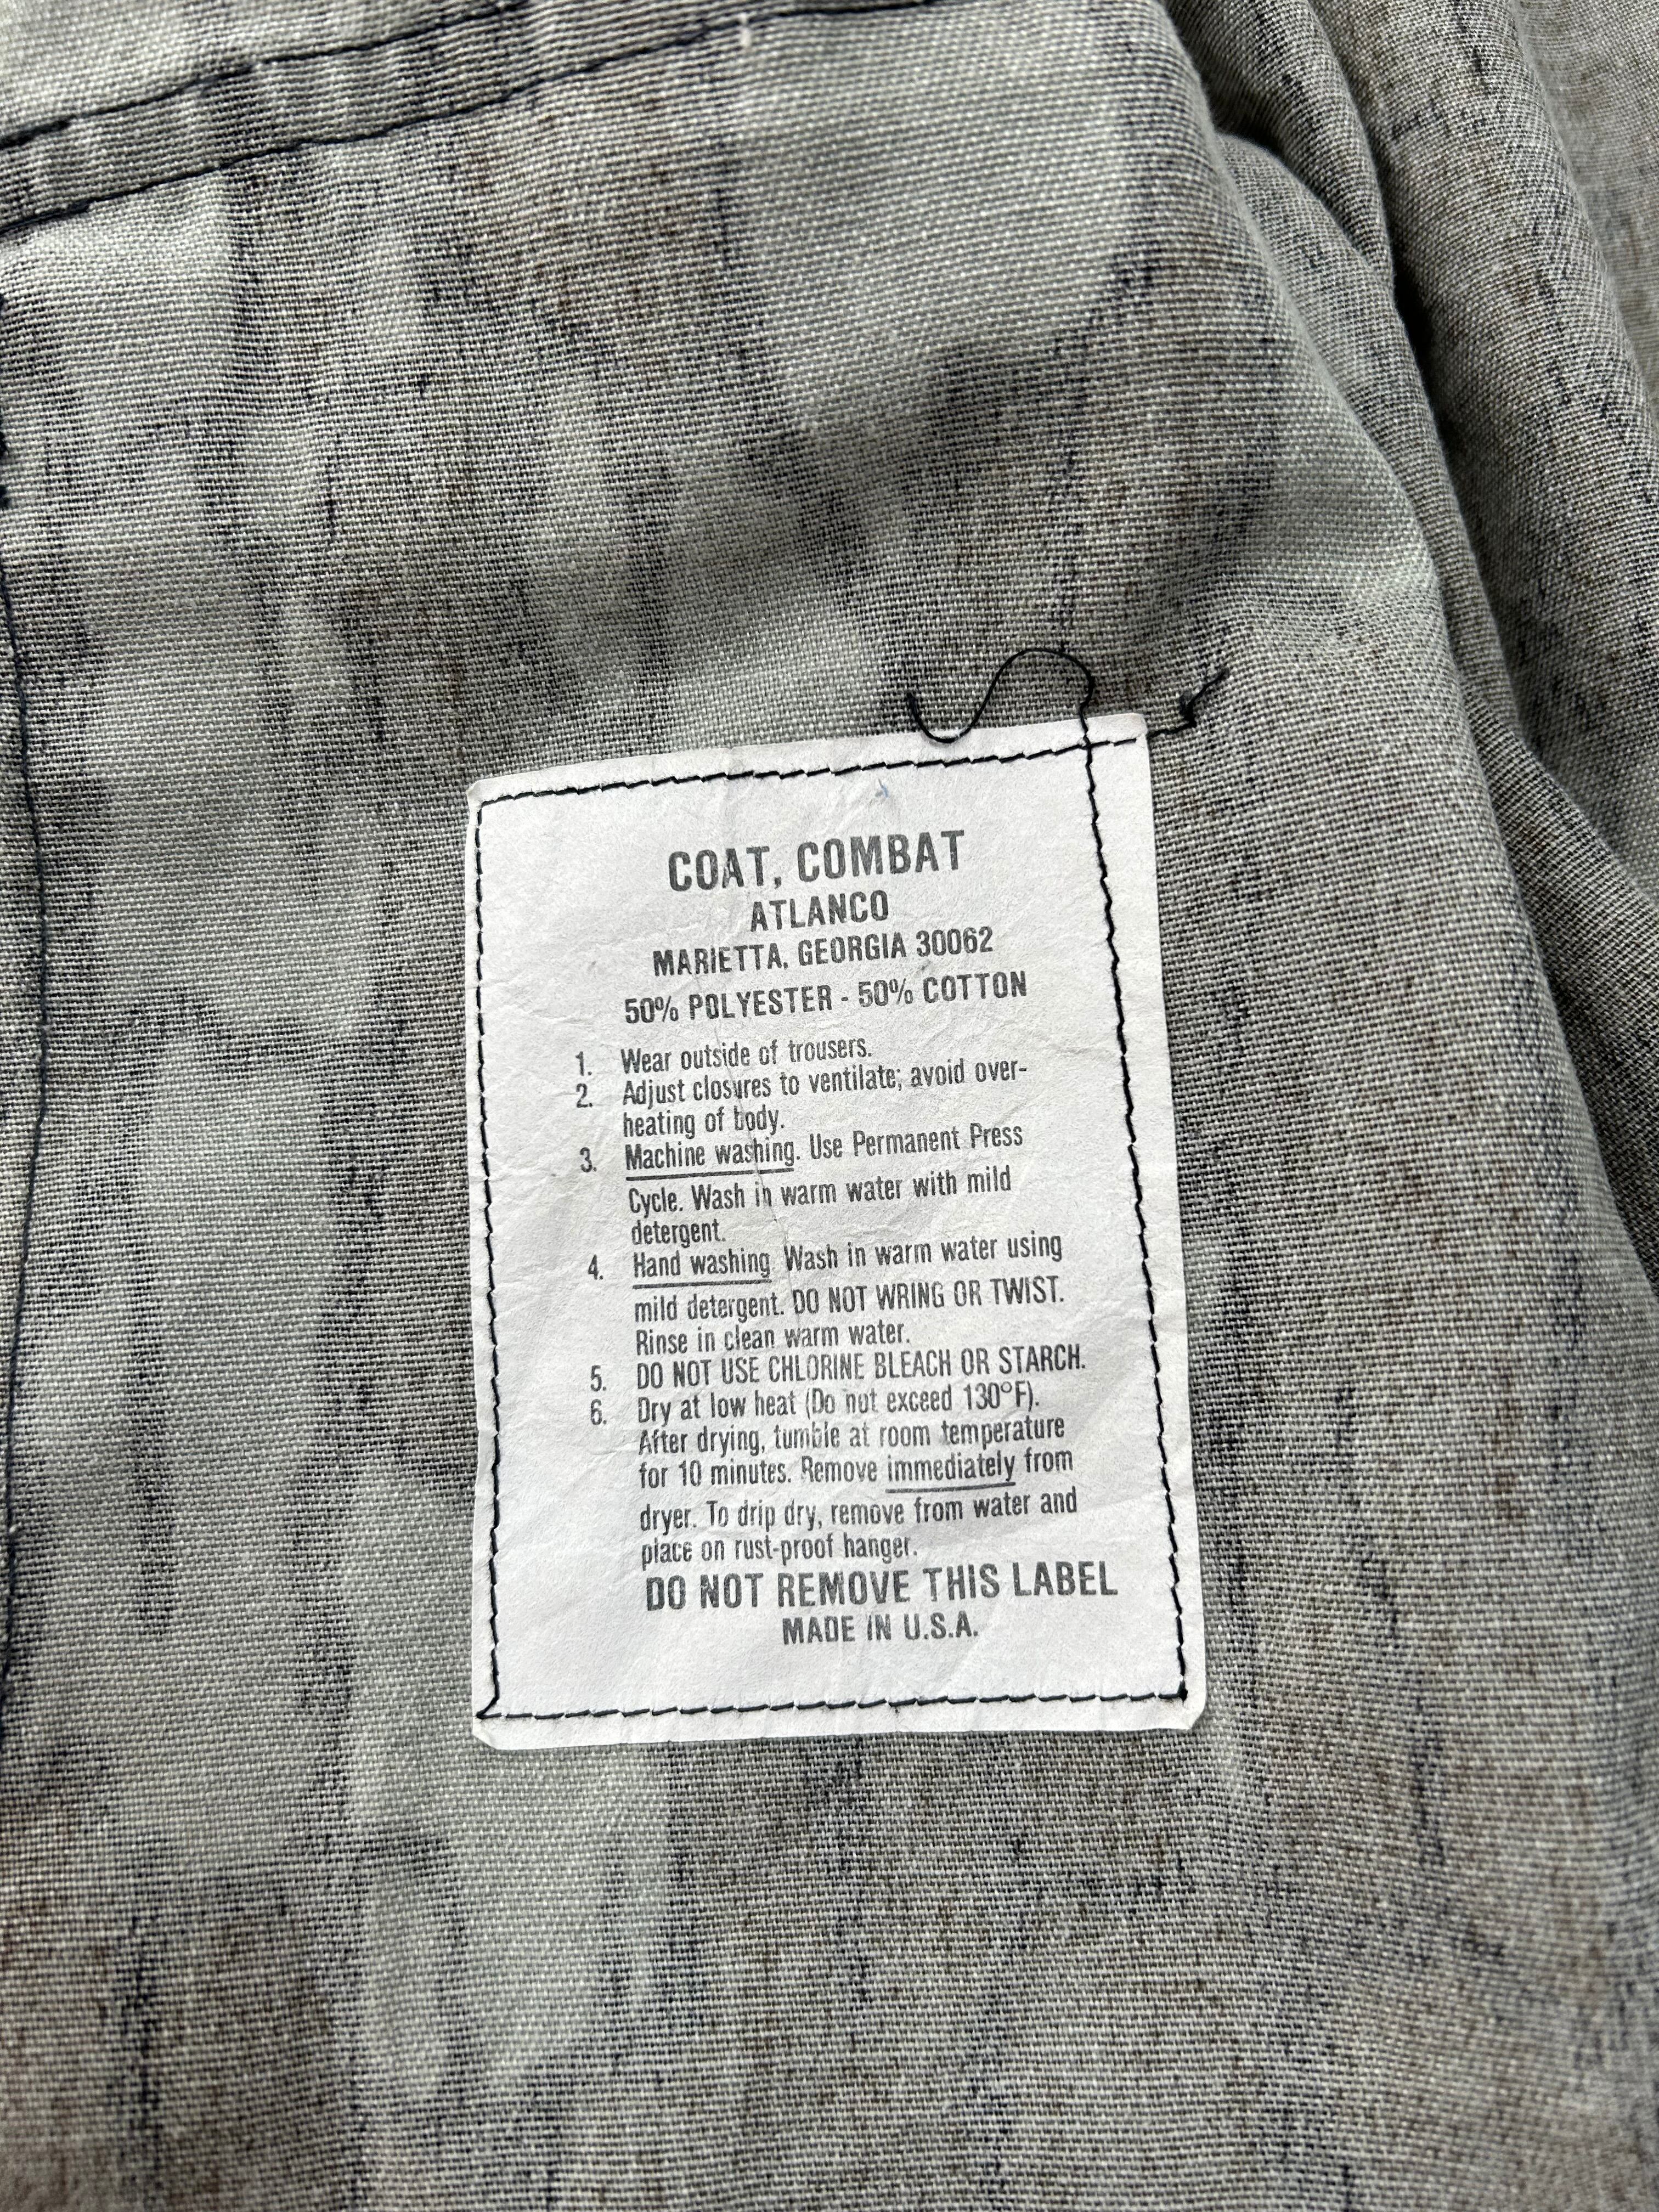 COAT, COMBAT
ATLANCO
MARIETTA, GEORGIA 30062
50% POLYESTER - 50% COTTON
1. Wear outside of trousers.
2. Adjust closures to ventilate; avoid over-
heating of body.
3. Machine washing. Use Permanent Press
Cycle. Wash in warm water with mild
detergent.
4. Hand washing. Wash in warm water using
mild detergent. DO NOT WRING OR TWIST.
Rinse in clean warm water.
5. DO NOT USE CHLORINE BLEACH OR STARCH.
6. Dry at low heat (Do not exceed 130°F).
After drying, tumble at room temperature
for 10 minutes. Remove immediately from
dryer. To drip dry, remove from water and
place on rust-proof hanger.
DO NOT REMOVE THIS LABEL
MADE IN U.S.A.